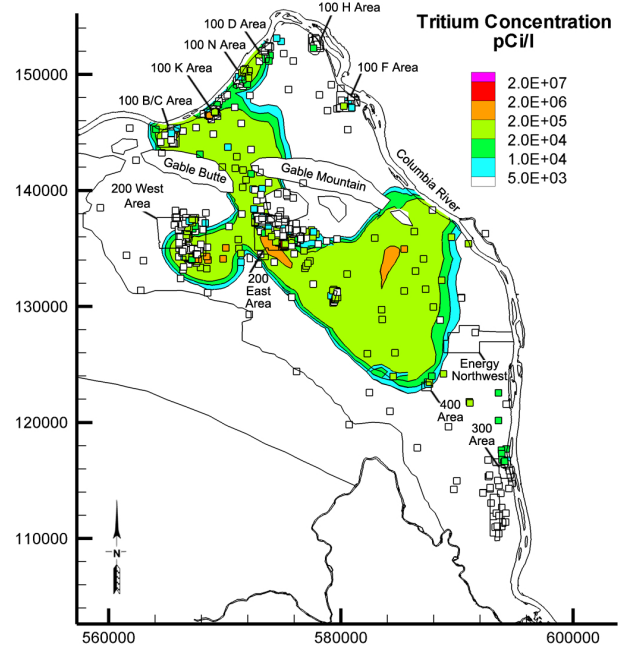 Tritium Concentration
pCi/l
2.0E+07
2.0E+06
2.0E+05
2.0E+04
1.0E+04
5.0E+03
100 H Area
100 D Area
100 N Area
100 K Area
100 F Area
100 B/C Area
Columbia River
Gable Butte
Gable Mountain
200 West
Area
200
East
Area
Energy
Northwest
400
Area
300
Area
N
150000
140000
130000
120000
110000
560000
580000
600000